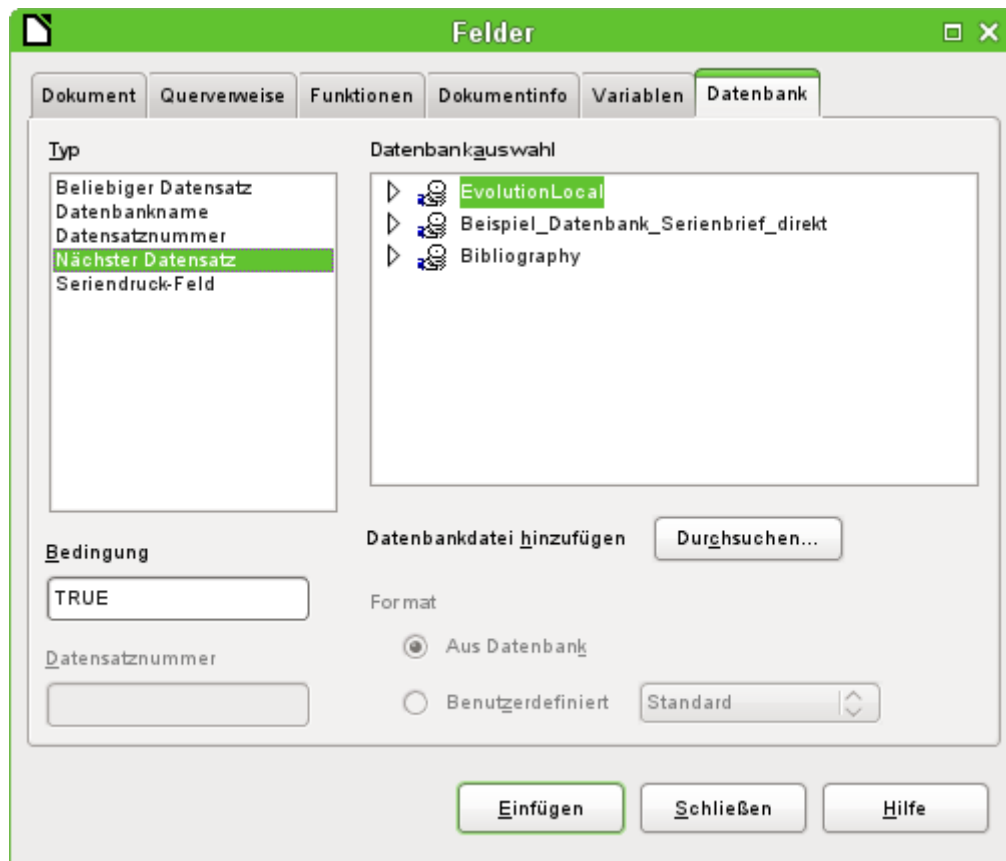 Felder
Dokument Querverweise Funktionen Dokumentinfo Variablen Datenbank
Typ
Beliebiger Datensatz
Datenbankname
Datensatznummer
Nächster Datensatz
Seriendruck-Feld
Datenbankauswahl
EvolutionLocal
Beispiel_Datenbank_Serienbrief_direkt
Bibliography
Bedingung
TRUE
Datensatznummer
Datenbankdatei hinzufügen Durchsuchen...
Format
Aus Datenbank
Benutzerdefiniert Standard
Einfügen Schließen Hilfe